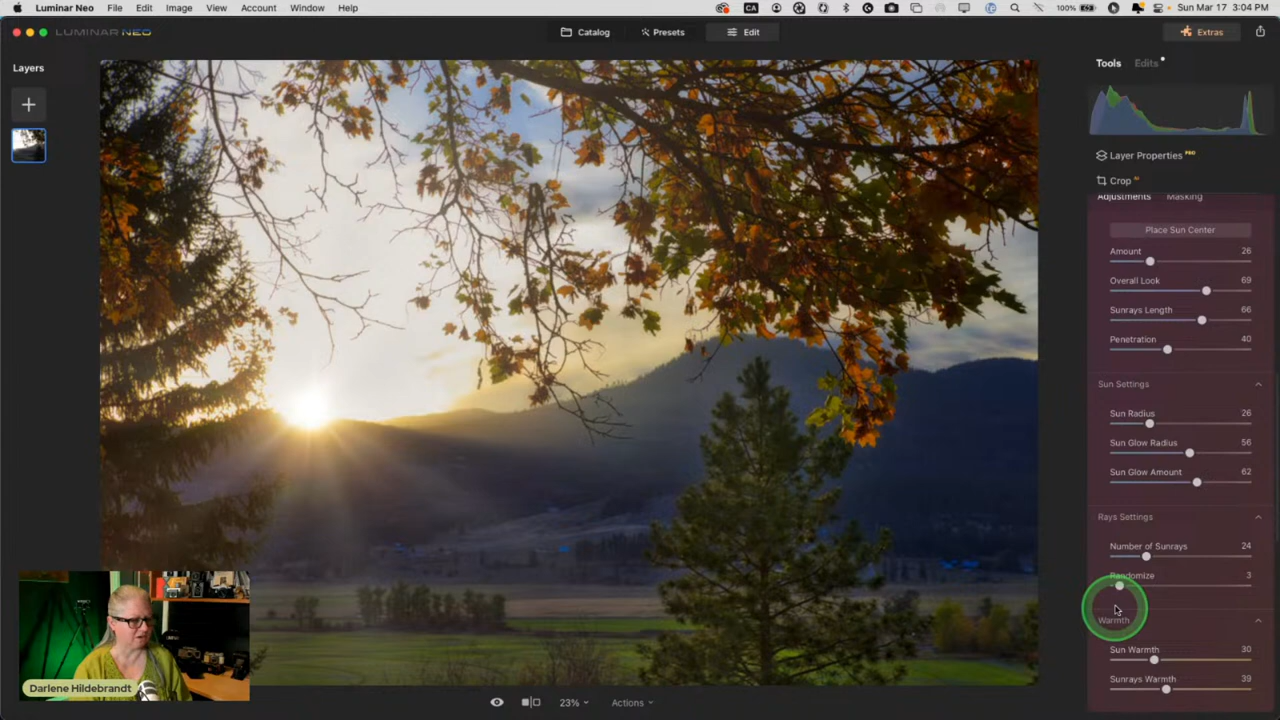 Luminar Neo File Edit Image View Account Window Help
CA 100% Sun Mar 17 3:04 PM
LUMINAR NEO
Catalog Presets Edit
Extras
Layers
Tools Edits
Layer Properties PRO
Crop AI
Adjustments Masking
Place Sun Center
Amount 26
Overall Look 69
Sunrays Length 66
Penetration 40
Sun Settings
Sun Radius 26
Sun Glow Radius 56
Sun Glow Amount 62
Rays Settings
Number of Sunrays 24
Randomize 3
Warmth
Sun Warmth 30
Sunrays Warmth 39
Darlene Hildebrandt
23% Actions